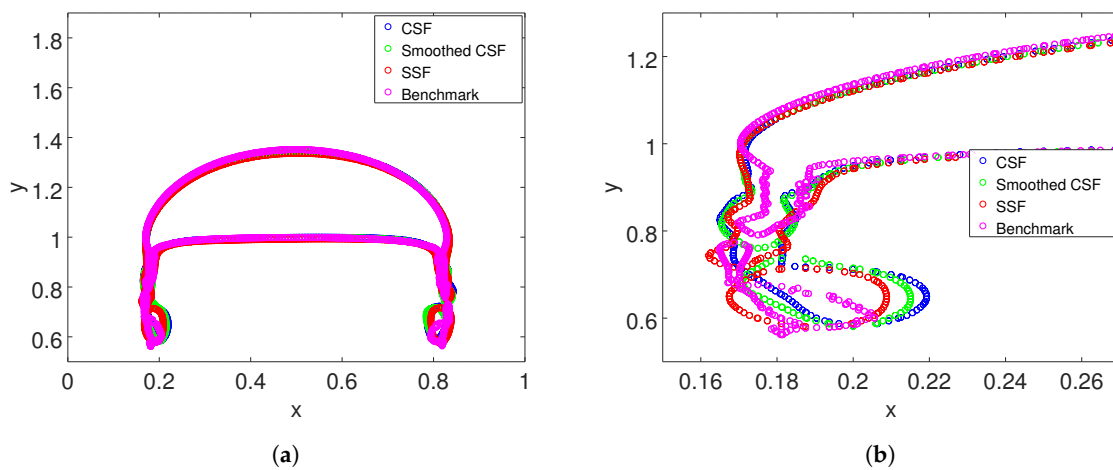 1.8
1.6
1.4
1.2
1
0.8
0.6
y
0 0.2 0.4 0.6 0.8 1
x
CSF
Smoothed CSF
SSF
Benchmark
(a)
1.2
1
0.8
0.6
y
0.16 0.18 0.2 0.22 0.24 0.26
x
CSF
Smoothed CSF
SSF
Benchmark
(b)